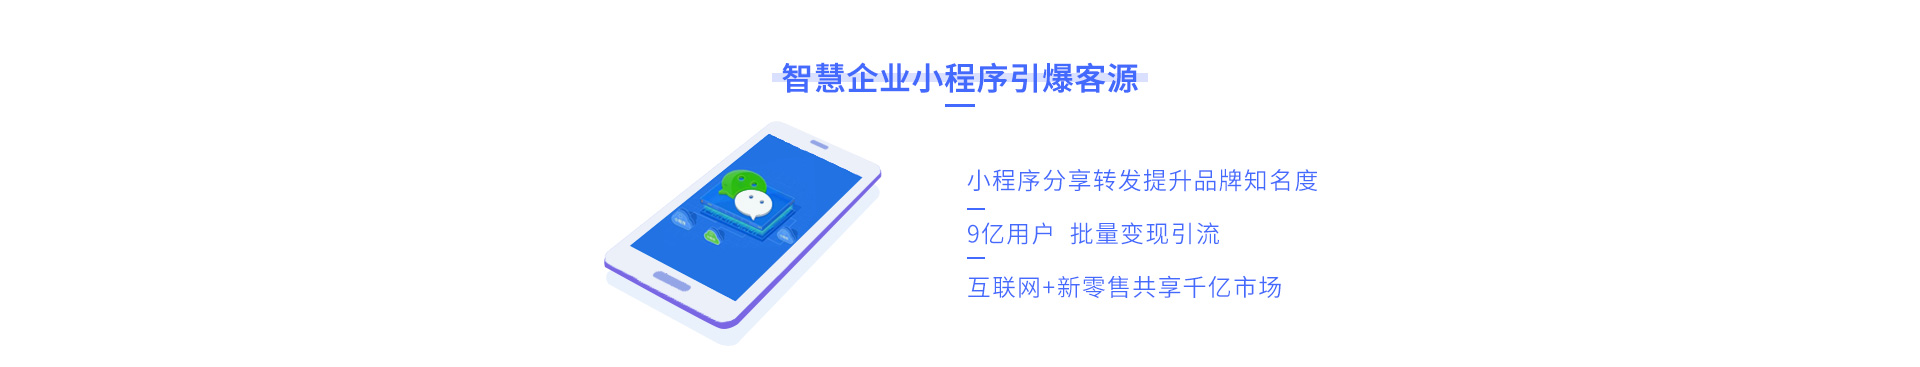 智慧企业小程序引爆客源
小程序分享转发提升品牌知名度
9亿用户 批量变现引流
互联网+新零售共享千亿市场